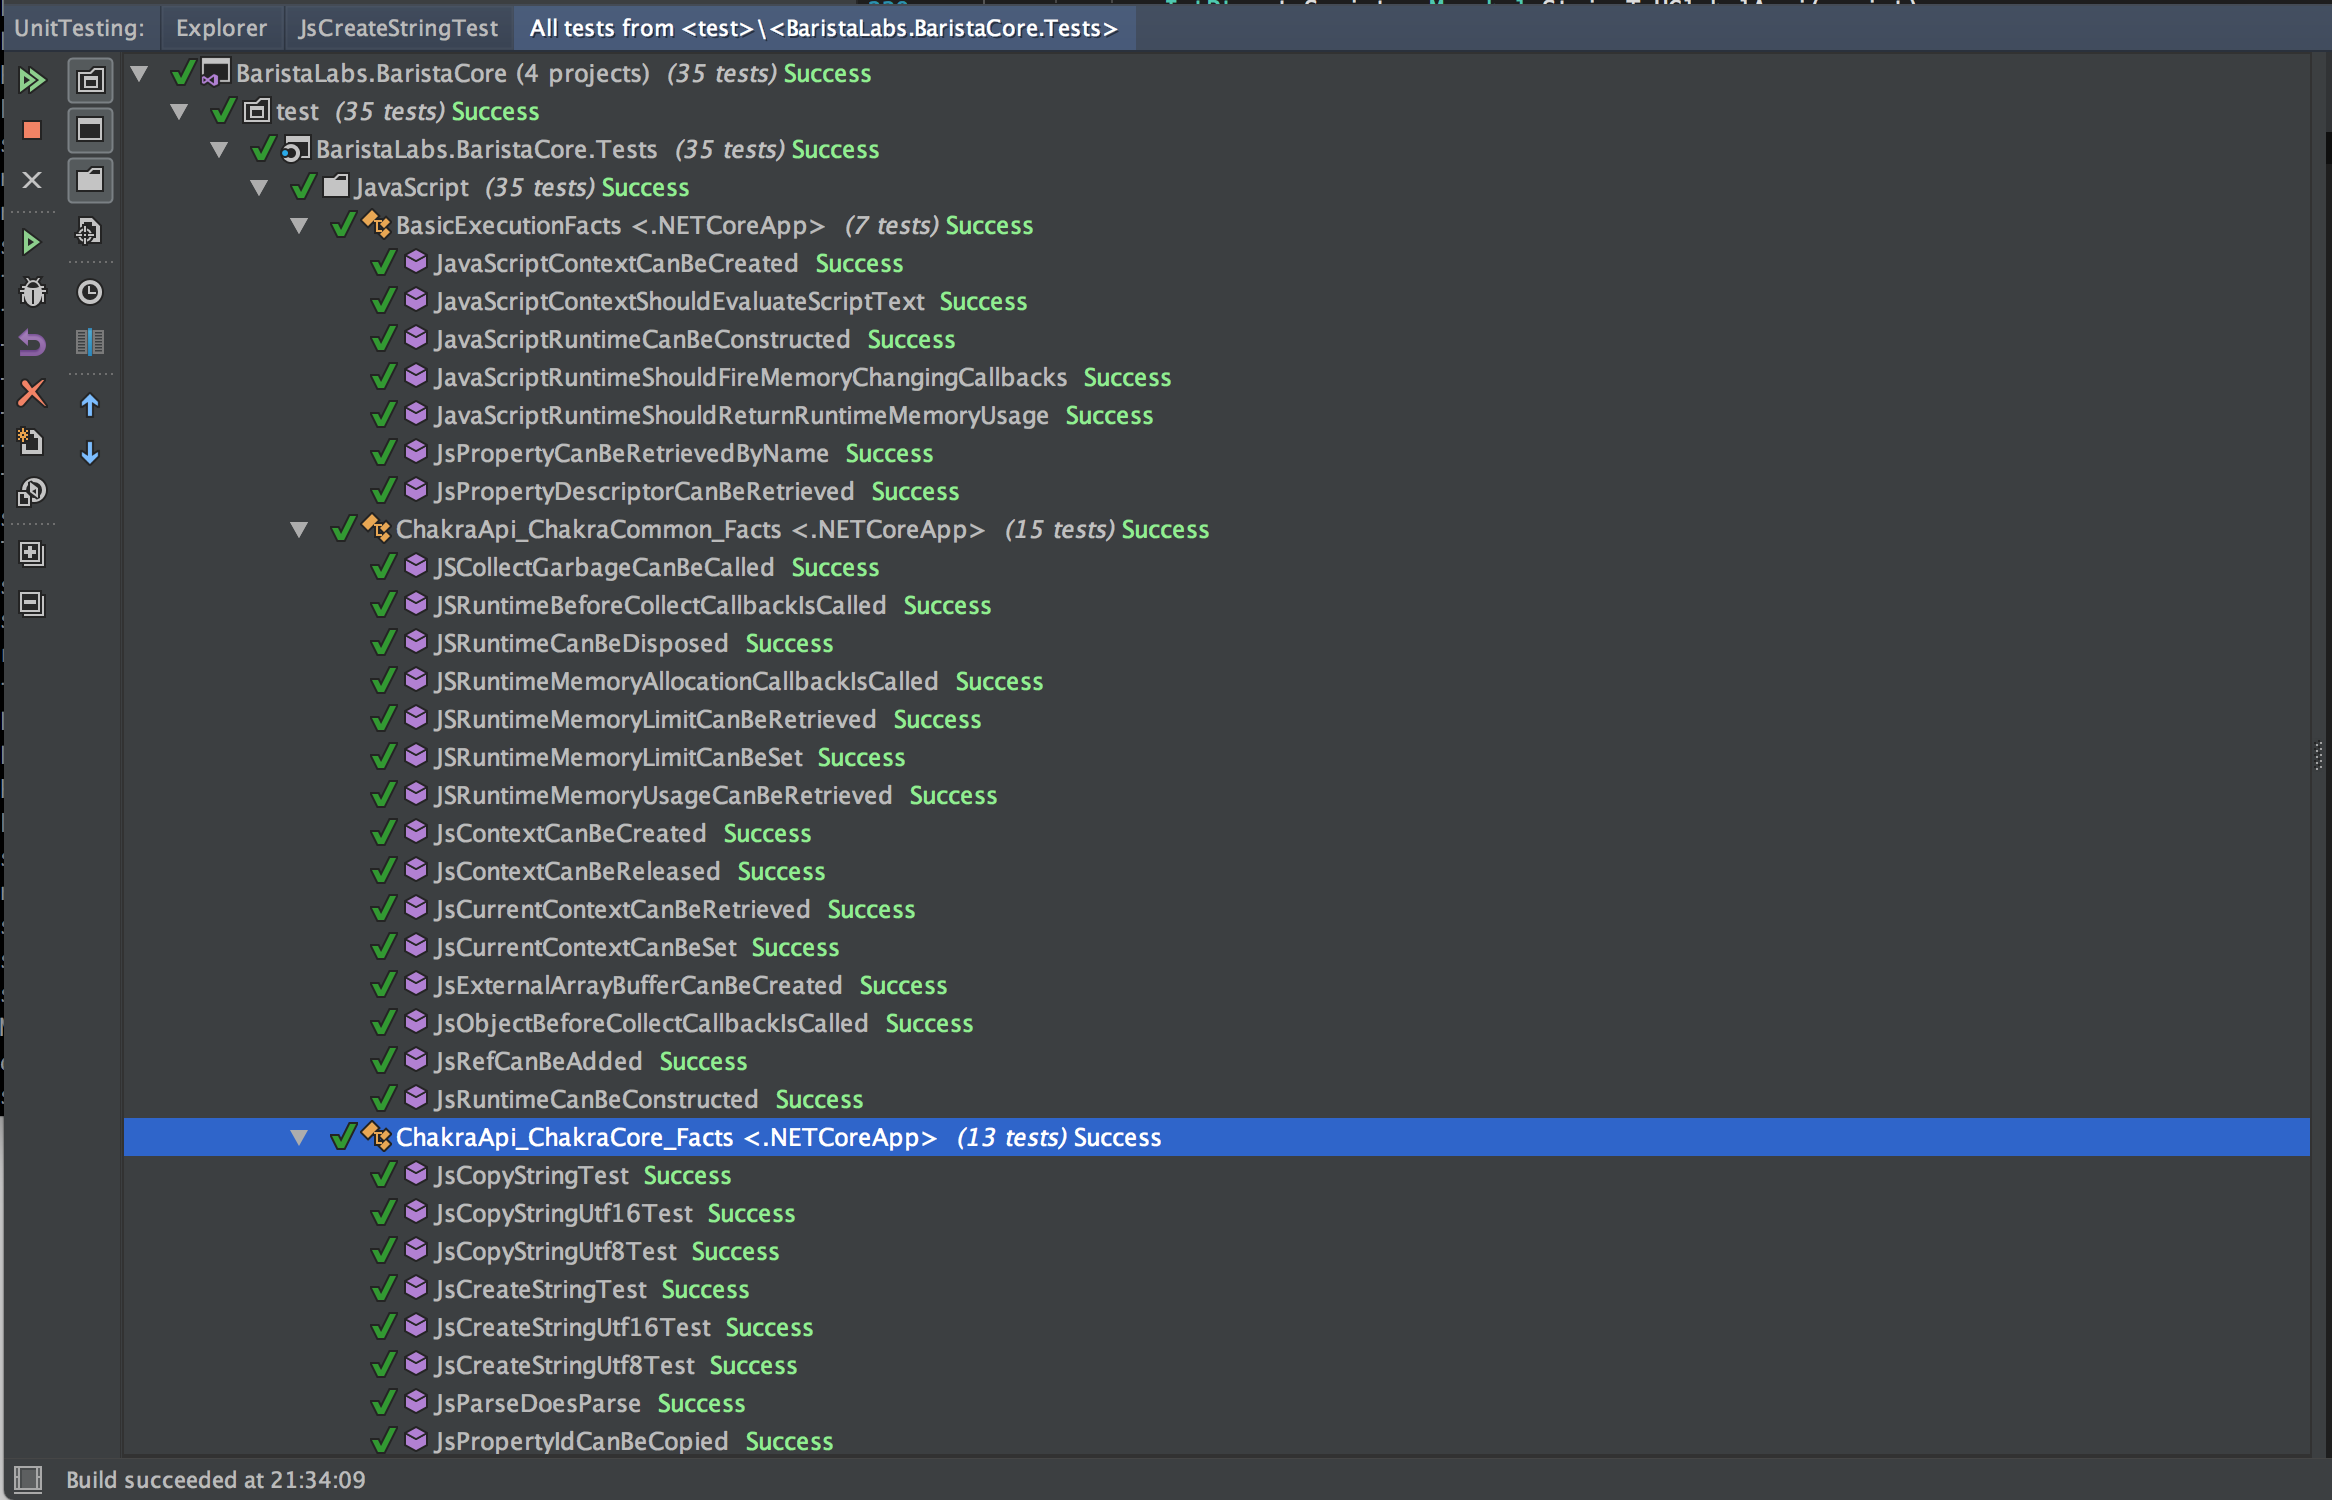 UnitTesting: Explorer JsCreateStringTest All tests from <test>\<BaristaLabs.BaristaCore.Tests>
BaristaLabs.BaristaCore (4 projects) (35 tests) Success
test (35 tests) Success
BaristaLabs.BaristaCore.Tests (35 tests) Success
JavaScript (35 tests) Success
BasicExecutionFacts <.NETCoreApp> (7 tests) Success
JavaScriptContextCanBeCreated Success
JavaScriptContextShouldEvaluateScriptText Success
JavaScriptRuntimeCanBeConstructed Success
JavaScriptRuntimeShouldFireMemoryChangingCallbacks Success
JavaScriptRuntimeShouldReturnRuntimeMemoryUsage Success
JsPropertyCanBeRetrievedByName Success
JsPropertyDescriptorCanBeRetrieved Success
ChakraApi_ChakraCommon_Facts <.NETCoreApp> (15 tests) Success
JSCollectGarbageCanBeCalled Success
JSRuntimeBeforeCollectCallbackIsCalled Success
JSRuntimeCanBeDisposed Success
JSRuntimeMemoryAllocationCallbackIsCalled Success
JSRuntimeMemoryLimitCanBeRetrieved Success
JSRuntimeMemoryLimitCanBeSet Success
JSRuntimeMemoryUsageCanBeRetrieved Success
JsContextCanBeCreated Success
JsContextCanBeReleased Success
JsCurrentContextCanBeRetrieved Success
JsCurrentContextCanBeSet Success
JsExternalArrayBufferCanBeCreated Success
JsObjectBeforeCollectCallbackIsCalled Success
JsRefCanBeAdded Success
JsRuntimeCanBeConstructed Success
ChakraApi_ChakraCore_Facts <.NETCoreApp> (13 tests) Success
JsCopyStringTest Success
JsCopyStringUtf16Test Success
JsCopyStringUtf8Test Success
JsCreateStringTest Success
JsCreateStringUtf16Test Success
JsCreateStringUtf8Test Success
JsParseDoesParse Success
JsPropertyIdCanBeCopied Success
Build succeeded at 21:34:09